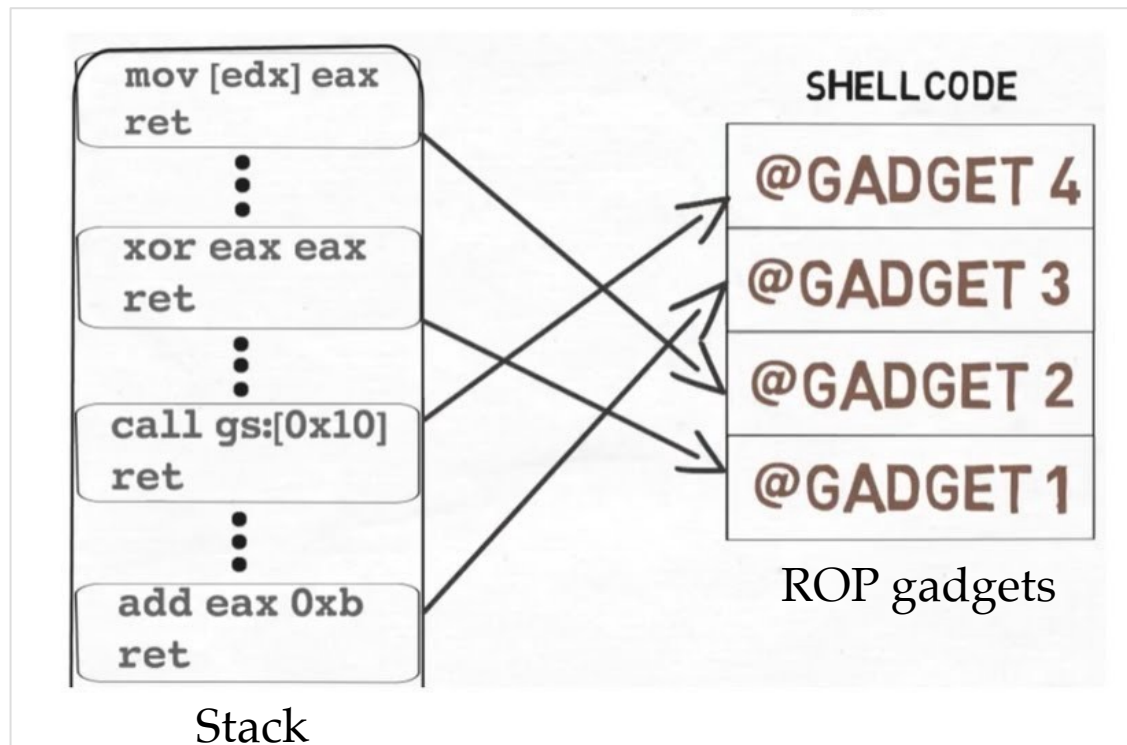 mov [edx] eax
ret
xor eax eax
ret
call gs:[0x10]
ret
add eax 0xb
ret
Stack
SHELLCODE
@GADGET 4
@GADGET 3
@GADGET 2
@GADGET 1
ROP gadgets